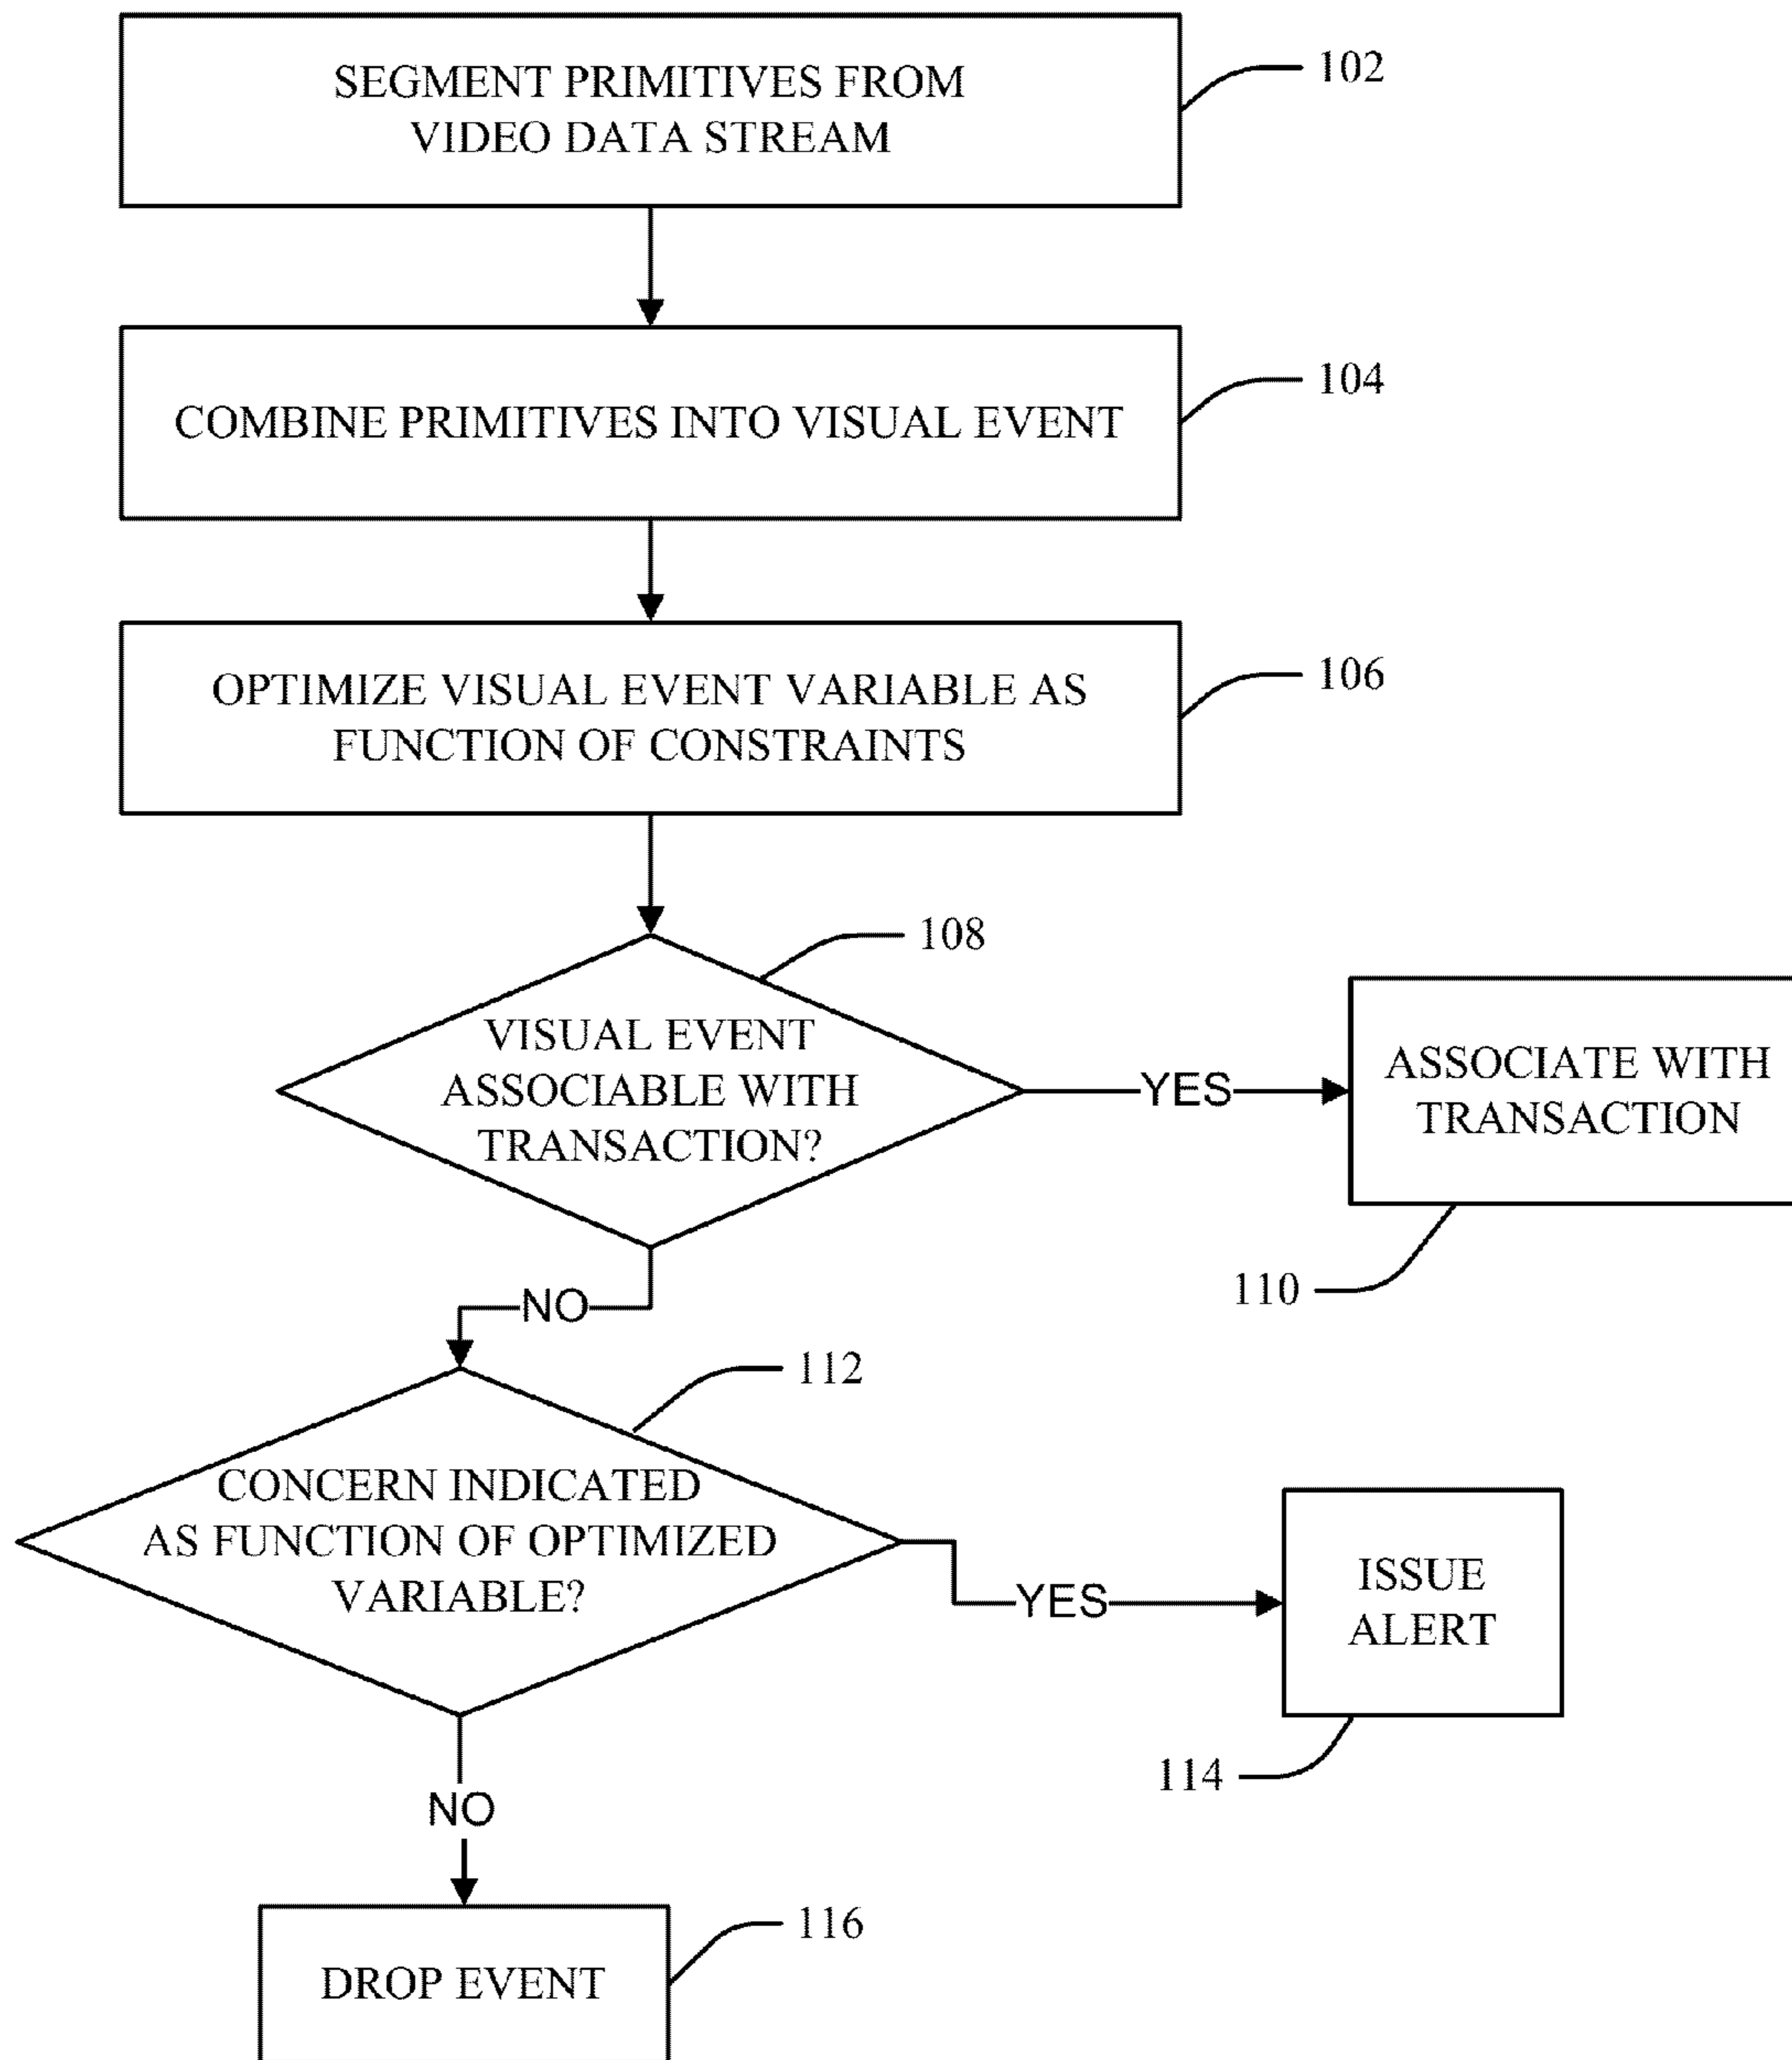 SEGMENT PRIMITIVES FROM
VIDEO DATA STREAM
102
COMBINE PRIMITIVES INTO VISUAL EVENT
104
OPTIMIZE VISUAL EVENT VARIABLE AS
FUNCTION OF CONSTRAINTS
106
108
VISUAL EVENT
ASSOCIABLE WITH
TRANSACTION?
YES
ASSOCIATE WITH
TRANSACTION
110
NO
112
CONCERN INDICATED
AS FUNCTION OF OPTIMIZED
VARIABLE?
YES
ISSUE
ALERT
114
NO
DROP EVENT
116